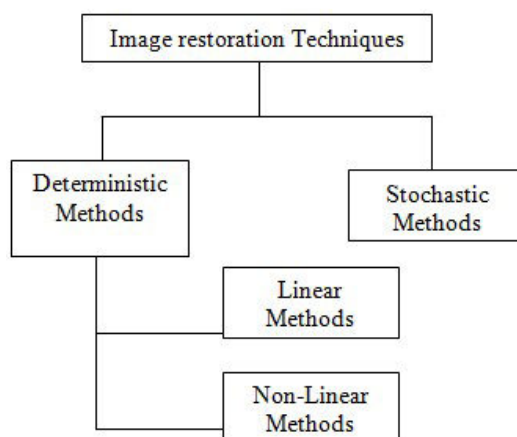 Image restoration Techniques
Deterministic
Methods
Stochastic
Methods
Linear
Methods
Non-Linear
Methods